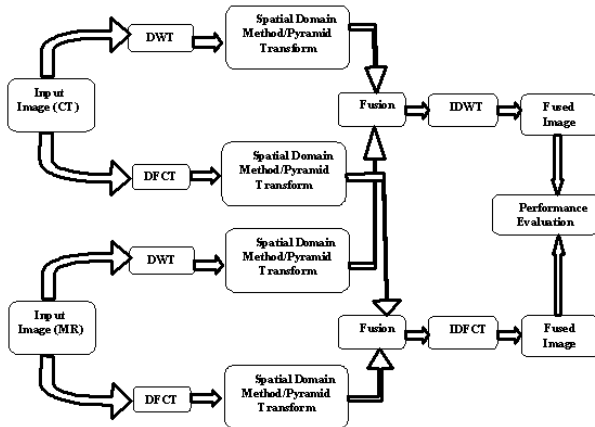 Spatial Domain
Method/Pyramid
Transform
DWT
Input
Image (CT)
Fusion
IDWT
Fused
Image
DFCT
Spatial Domain
Method/Pyramid
Transform
Performance
Evaluation
DWT
Spatial Domain
Method/Pyramid
Transform
Input
Image (MR)
Fusion
IDFCT
Fused
Image
DFCT
Spatial Domain
Method/Pyramid
Transform